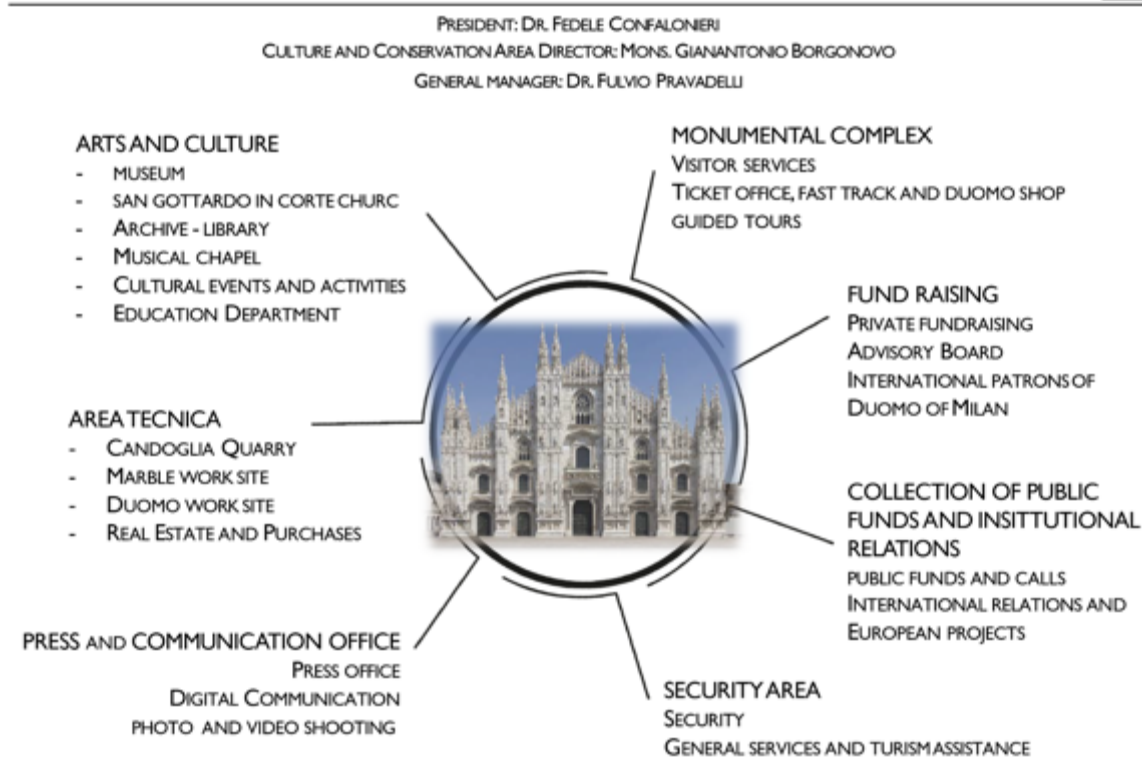 PRESIDENT: DR. FEDELE CONFALONIERI
CULTURE AND CONSERVATION AREA DIRECTOR: MONS. GIANANTONIO BORGONOVO
GENERAL MANAGER: DR. FULVIO PRAVADELLI
ARTS AND CULTURE
- MUSEUM
- SAN GOTTARDO IN CORTE CHURC
- ARCHIVE - LIBRARY
- MUSICAL CHAPEL
- CULTURAL EVENTS AND ACTIVITIES
- EDUCATION DEPARTMENT
MONUMENTAL COMPLEX
VISITOR SERVICES
TICKET OFFICE, FAST TRACK AND DUOMO SHOP
GUIDED TOURS
FUND RAISING
PRIVATE FUNDRAISING
ADVISORY BOARD
INTERNATIONAL PATRONS OF
DUOMO OF MILAN
AREA TECNICA
- CANDOGLIA QUARRY
- MARBLE WORK SITE
- DUOMO WORK SITE
- REAL ESTATE AND PURCHASES
COLLECTION OF PUBLIC
FUNDS AND INSITTUTIONAL
RELATIONS
PUBLIC FUNDS AND CALLS
INTERNATIONAL RELATIONS AND
EUROPEAN PROJECTS
PRESS AND COMMUNICATION OFFICE
PRESS OFFICE
DIGITAL COMMUNICATION
PHOTO AND VIDEO SHOOTING
SECURITY AREA
SECURITY
GENERAL SERVICES AND TURISM ASSISTANCE